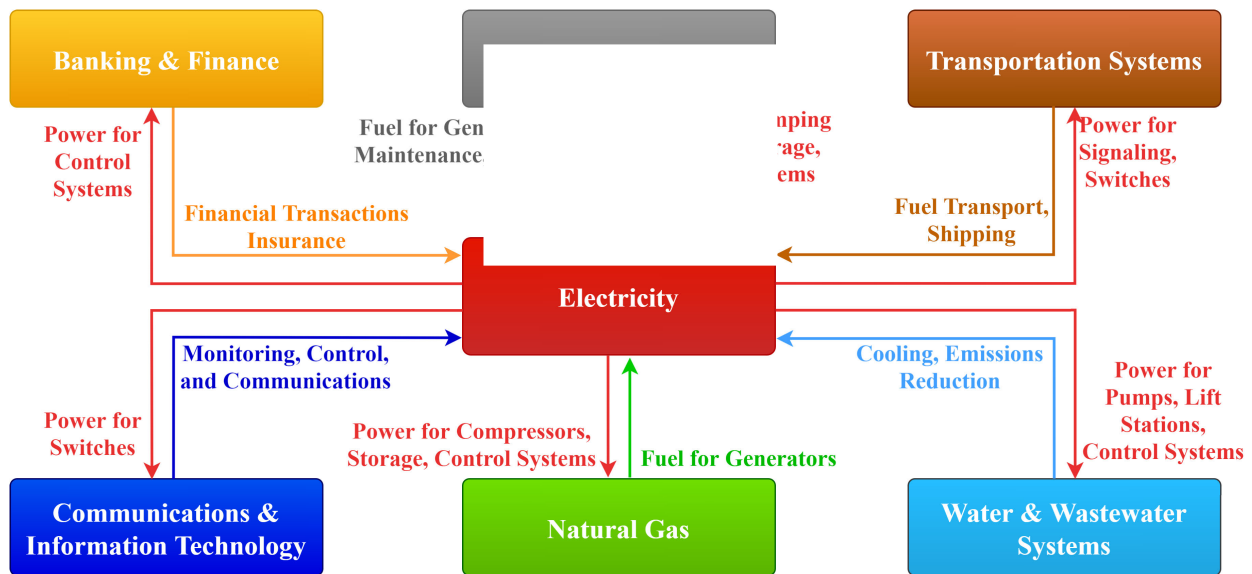 Banking & Finance
Transportation Systems
Power for
Control
Systems
Fuel for Gen
Maintenance
Power for
Signaling,
Switches
Financial Transactions
Insurance
Fuel Transport,
Shipping
Electricity
Monitoring, Control,
and Communications
Cooling, Emissions
Reduction
Power for
Switches
Power for Compressors,
Storage, Control Systems
Fuel for Generators
Power for
Pumps, Lift
Stations,
Control Systems
Communications &
Information Technology
Natural Gas
Water & Wastewater
Systems